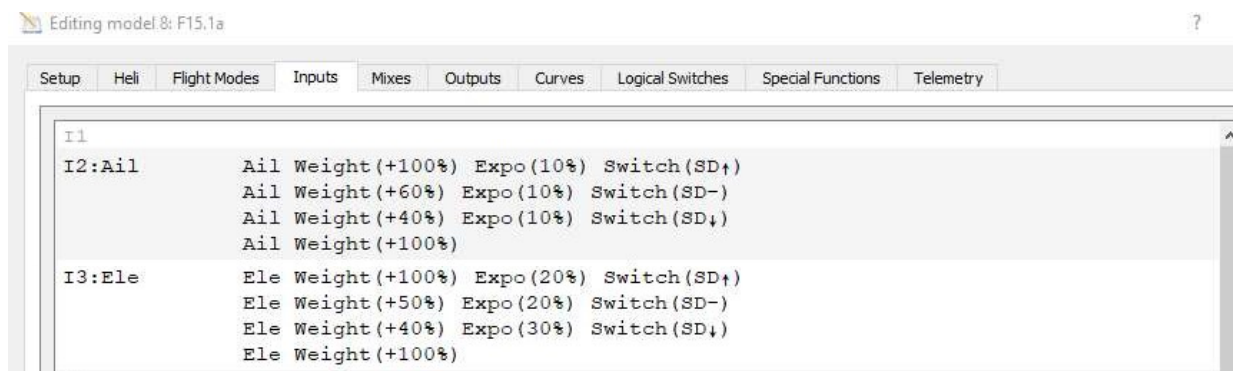 Editing model 8: F15.1a ?
Setup Heli Flight Modes Inputs Mixes Outputs Curves Logical Switches Special Functions Telemetry
I1
I2:Ail Ail Weight(+100%) Expo(10%) Switch(SD↑)
Ail Weight(+60%) Expo(10%) Switch(SD-)
Ail Weight(+40%) Expo(10%) Switch(SD↓)
Ail Weight(+100%)
I3:Ele Ele Weight(+100%) Expo(20%) Switch(SD↑)
Ele Weight(+50%) Expo(20%) Switch(SD-)
Ele Weight(+40%) Expo(30%) Switch(SD↓)
Ele Weight(+100%)